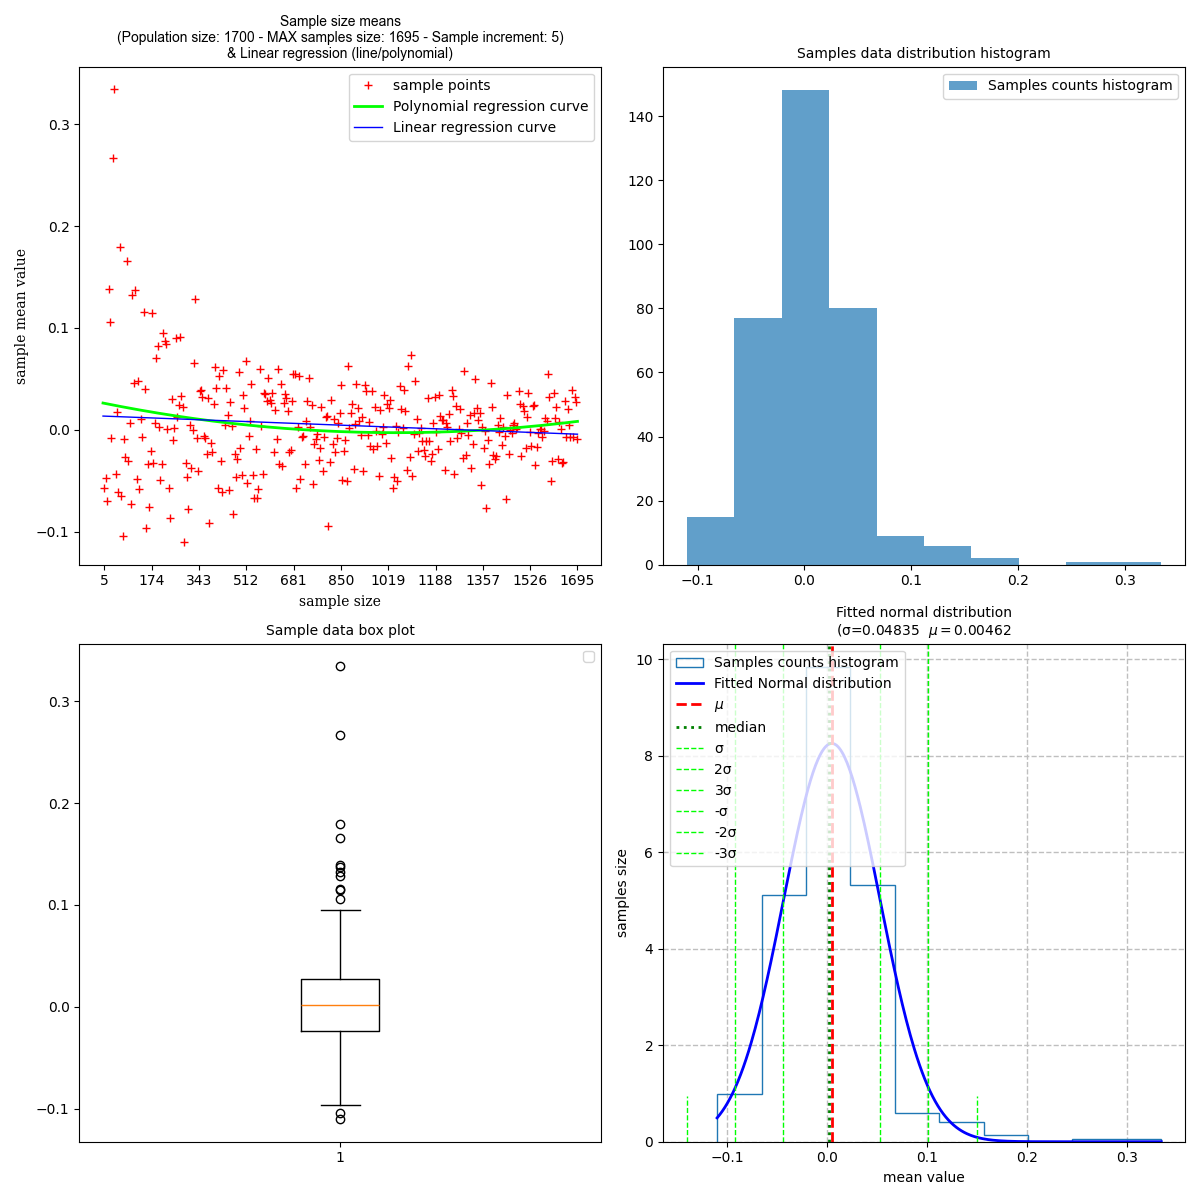 Sample size means
(Population size: 1700 - MAX samples size: 1695 - Sample increment: 5)
& Linear regression (line/polynomial)
sample points
Polynomial regression curve
Linear regression curve
0.3
0.2
0.1
0.0
−0.1
sample mean value
5 174 343 512 681 850 1019 1188 1357 1526 1695
sample size
Samples data distribution histogram
Samples counts histogram
140
120
100
80
60
40
20
0
−0.1 0.0 0.1 0.2 0.3
Sample data box plot
0.3
0.2
0.1
0.0
−0.1
1
Fitted normal distribution
(σ=0.04835 μ = 0.00462
Samples counts histogram
Fitted Normal distribution
μ
median
σ
2σ
3σ
-σ
-2σ
-3σ
10
8
6
4
2
0
samples size
−0.1 0.0 0.1 0.2 0.3
mean value